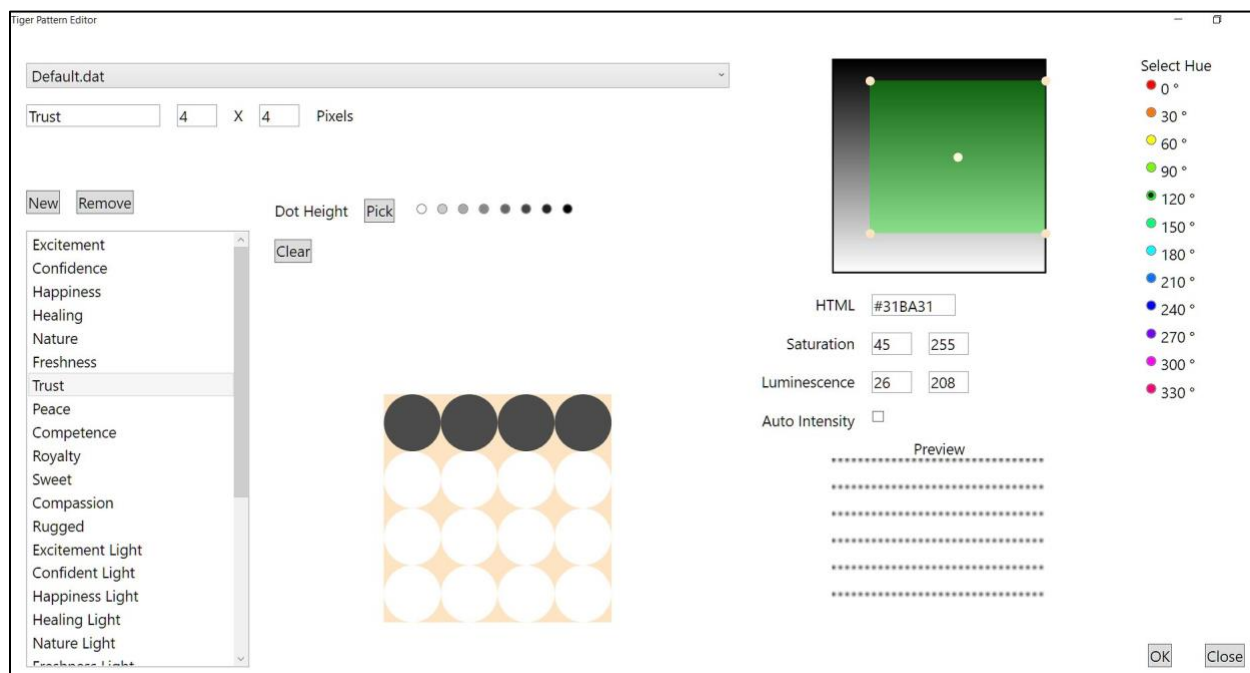 Tiger Pattern Editor
Default.dat
Trust 4 X 4 Pixels
New Remove
Dot Height Pick
Clear
Excitement
Confidence
Happiness
Healing
Nature
Freshness
Trust
Peace
Competence
Royalty
Sweet
Compassion
Rugged
Excitement Light
Confident Light
Happiness Light
Healing Light
Nature Light
Freshness Light
HTML #31BA31
Saturation 45 255
Luminescence 26 208
Auto Intensity
Preview
Select Hue
0 °
30 °
60 °
90 °
120 °
150 °
180 °
210 °
240 °
270 °
300 °
330 °
OK Close